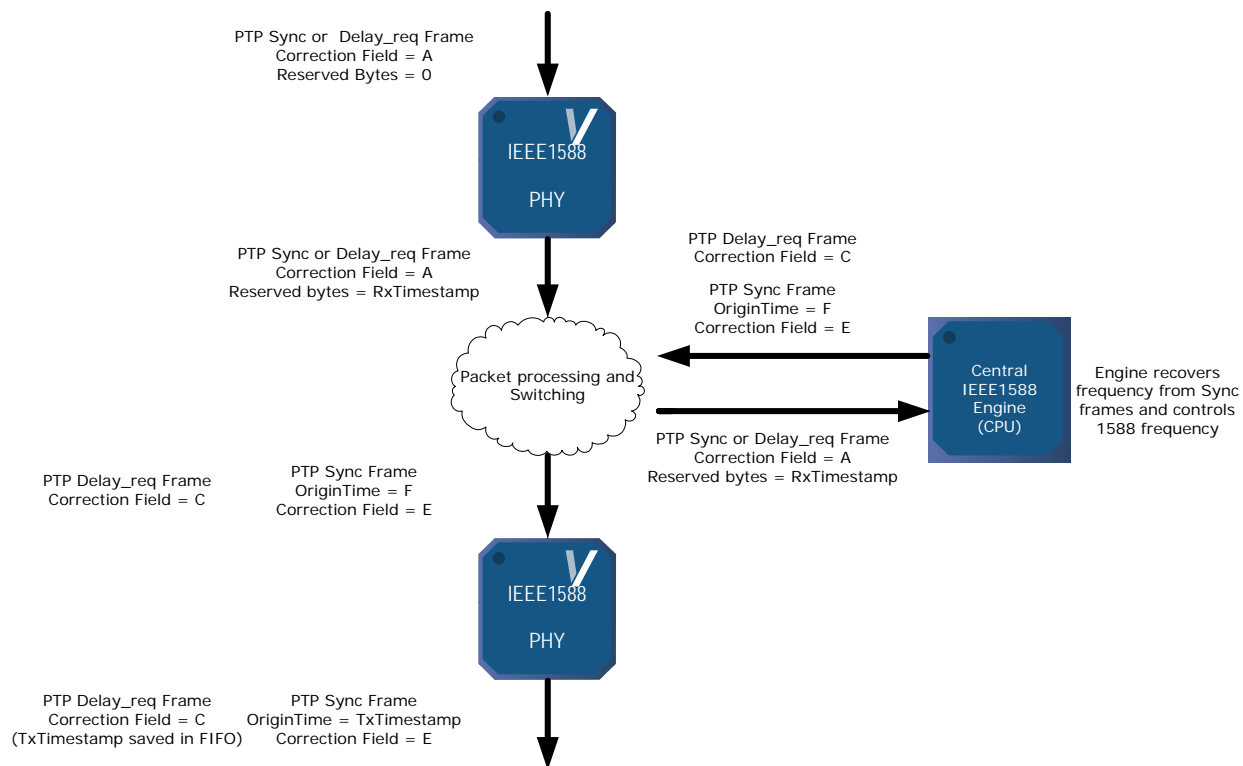 PTP Sync or  Delay_req Frame
Correction Field = A
Reserved Bytes = 0
IEEE1588
PHY
PTP Sync or Delay_req Frame
Correction Field = A
Reserved bytes = RxTimestamp
PTP Delay_req Frame
Correction Field = C
PTP Sync Frame
OriginTime = F
Correction Field = E
Packet processing and
Switching
Central
IEEE1588
Engine
(CPU)
Engine recovers
frequency from Sync
frames and controls
1588 frequency
PTP Sync or Delay_req Frame
Correction Field = A
Reserved bytes = RxTimestamp
PTP Delay_req Frame
Correction Field = C
PTP Sync Frame
OriginTime = F
Correction Field = E
IEEE1588
PHY
PTP Delay_req Frame
Correction Field = C
(TxTimestamp saved in FIFO)
PTP Sync Frame
OriginTime = TxTimestamp
Correction Field = E